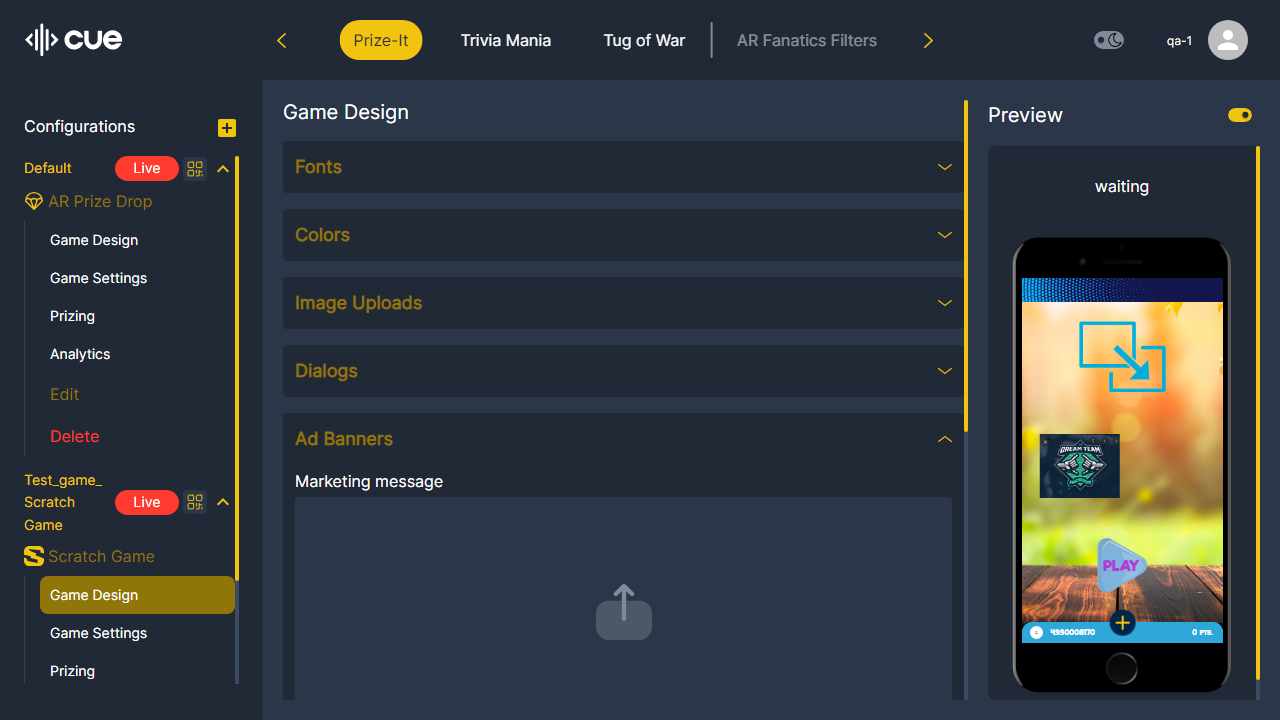 cue
Prize-It
Trivia Mania
Tug of War
AR Fanatics Filters
qa-1
Configurations
Default
Live
AR Prize Drop
Game Design
Game Settings
Prizing
Analytics
Edit
Delete
Test_game_
Scratch
Game
Live
Scratch Game
Game Design
Game Settings
Prizing
Game Design
Fonts
Colors
Image Uploads
Dialogs
Ad Banners
Marketing message
Preview
waiting
DREAM TEAM
PLAY
4990006170
0 PTS.